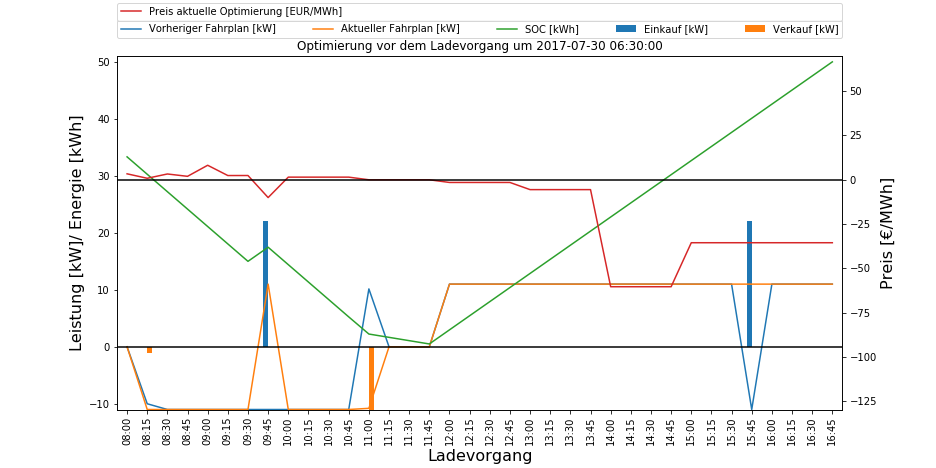 Preis aktuelle Optimierung [EUR/MWh]
Vorheriger Fahrplan [kW] Aktueller Fahrplan [kW] SOC [kWh] Einkauf [kW] Verkauf [kW]
Optimierung vor dem Ladevorgang um 2017-07-30 06:30:00
Leistung [kW]/ Energie [kWh]
50
40
30
20
10
0
−10
50
25
0
−25
−50
−75
−100
−125
Preis [€/MWh]
08:00 08:15 08:30 08:45 09:00 09:15 09:30 09:45 10:00 10:15 10:30 10:45 11:00 11:15 11:30 11:45 12:00 12:15 12:30 12:45 13:00 13:15 13:30 13:45 14:00 14:15 14:30 14:45 15:00 15:15 15:30 15:45 16:00 16:15 16:30 16:45
Ladevorgang